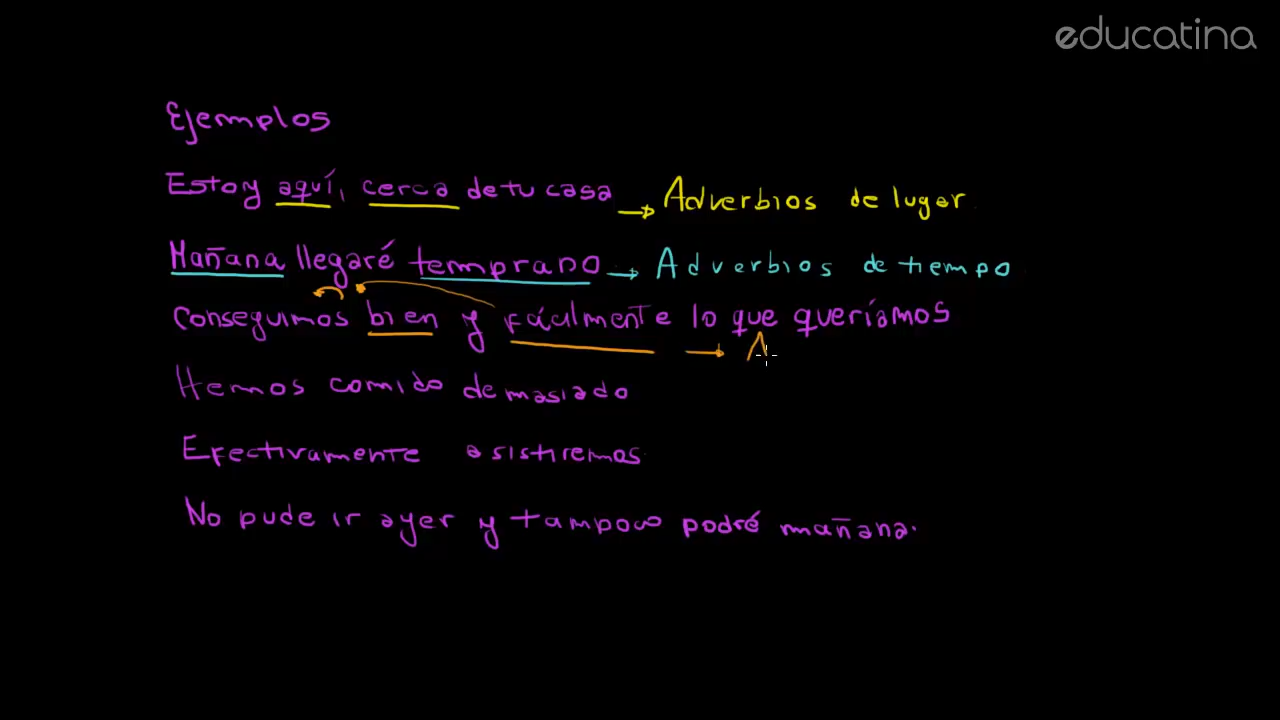 educatina
Ejemplos
Estoy aquí, cerca de tu casa → Adverbios de lugar
Mañana llegaré temprano → Adverbios de tiempo
Conseguimos bien y fácilmente lo que queríamos
→ A
Hemos comido demasiado
Efectivamente asistiremos
No pude ir ayer y tampoco podré mañana.